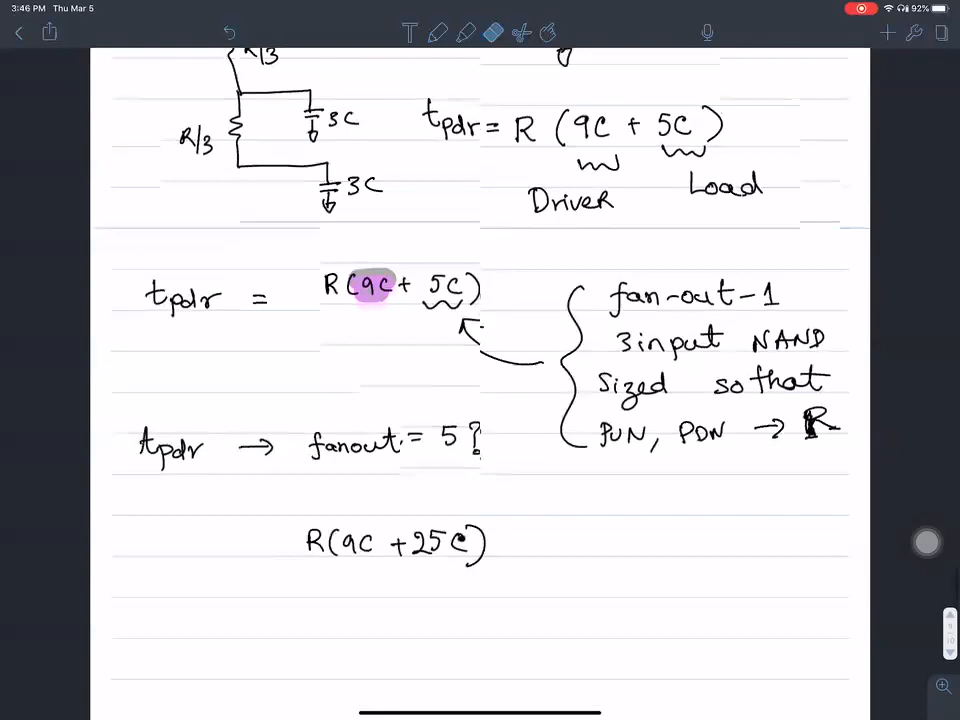 3:46 PM Thu Mar 5
92%
R/3
3C
R/3
3C
tpdr = R (9C + 5C)
Driver
Load
tpdr = R(9C + 5C)
fan-out-1
3input NAND
Sized so that
PUN, PDN → R
tpdr → fanout = 5?
R(9C + 25C)